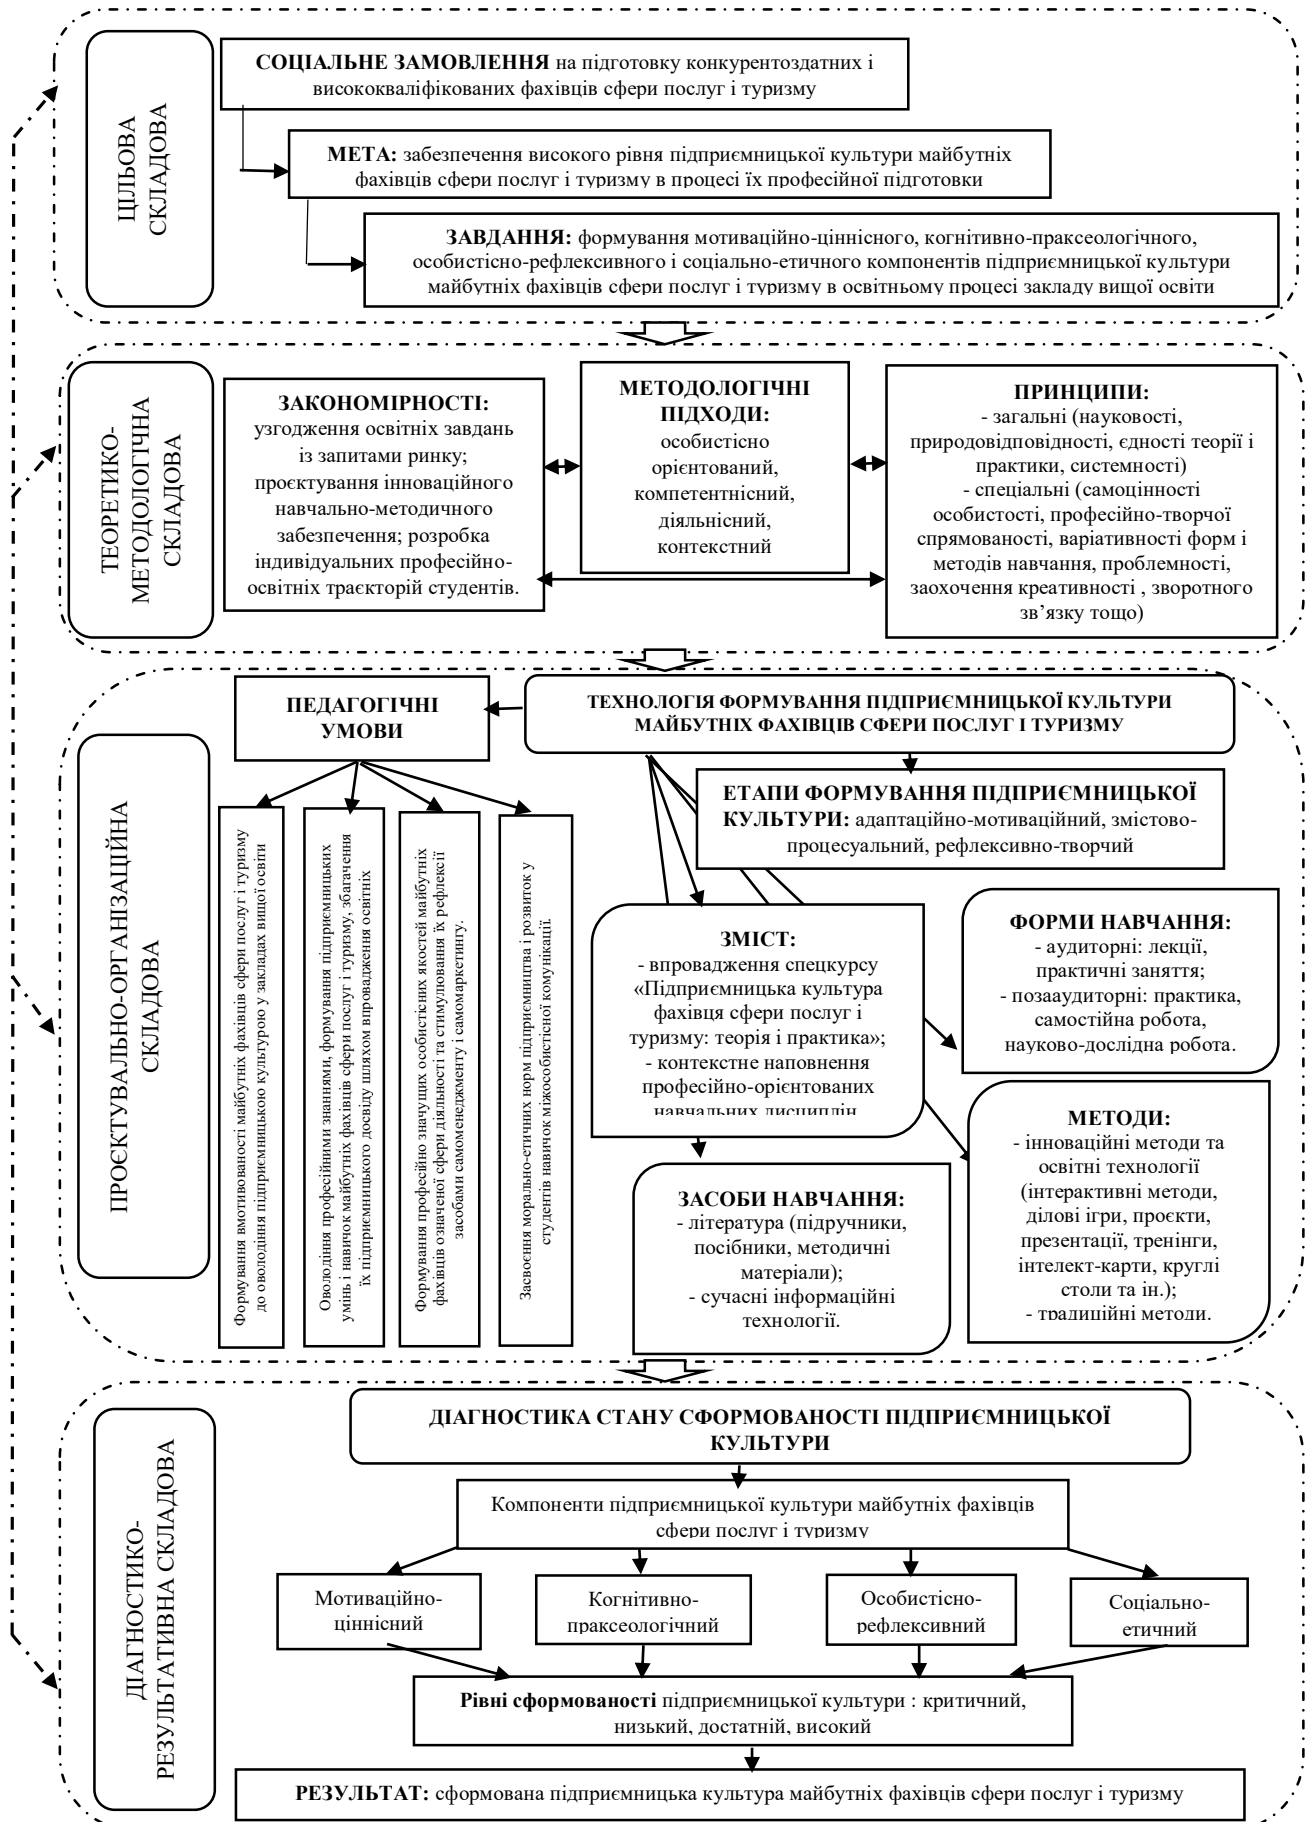 ЦІЛЬОВА
СКЛАДОВА
СОЦІАЛЬНЕ ЗАМОВЛЕННЯ на підготовку конкурентоздатних і
висококваліфікованих фахівців сфери послуг і туризму
МЕТА: забезпечення високого рівня підприємницької культури майбутніх
фахівців сфери послуг і туризму в процесі їх професійної підготовки
ЗАВДАННЯ: формування мотиваційно-ціннісного, когнітивно-праксеологічного,
особистісно-рефлексивного і соціально-етичного компонентів підприємницької культури
майбутніх фахівців сфери послуг і туризму в освітньому процесі закладу вищої освіти
ТЕОРЕТИКО-
МЕТОДОЛОГІЧНА
СКЛАДОВА
ЗАКОНОМІРНОСТІ:
узгодження освітніх завдань
із запитами ринку;
проєктування інноваційного
навчально-методичного
забезпечення; розробка
індивідуальних професійно-
освітніх траєкторій студентів.
МЕТОДОЛОГІЧНІ
ПІДХОДИ:
особистісно
орієнтований,
компетентнісний,
діяльнісний,
контекстний
ПРИНЦИПИ:
- загальні (науковості,
природовідповідності, єдності теорії і
практики, системності)
- спеціальні (самоцінності
особистості, професійно-творчої
спрямованості, варіативності форм і
методів навчання, проблемності,
заохочення креативності , зворотного
зв’язку тощо)
ПРОЄКТУВАЛЬНО-ОРГАНІЗАЦІЙНА
СКЛАДОВА
ПЕДАГОГІЧНІ
УМОВИ
ТЕХНОЛОГІЯ ФОРМУВАННЯ ПІДПРИЄМНИЦЬКОЇ КУЛЬТУРИ
МАЙБУТНІХ ФАХІВЦІВ СФЕРИ ПОСЛУГ І ТУРИЗМУ
ЕТАПИ ФОРМУВАННЯ ПІДПРИЄМНИЦЬКОЇ
КУЛЬТУРИ: адаптаційно-мотиваційний, змістово-
процесуальний, рефлексивно-творчий
Формування вмотивованості майбутніх фахівців сфери послуг і туризму
до оволодіння підприємницькою культурою у закладах вищої освіти
Оволодіння професійними знаннями, формування підприємницьких
умінь і навичок майбутніх фахівців сфери послуг і туризму, збагачення
їх підприємницького досвіду шляхом впровадження освітніх
Формування професійно значущих особистісних якостей майбутніх
фахівців означеної сфери діяльності та стимулювання їх рефлексії
засобами самоменеджменту і самомаркетингу.
Засвоєння морально-етичних норм підприємництва і розвиток у
студентів навичок міжособистісної комунікації.
ЗМІСТ:
- впровадження спецкурсу
«Підприємницька культура
фахівця сфери послуг і
туризму: теорія і практика»;
- контекстне наповнення
професійно-орієнтованих
навчальних дисциплін
ФОРМИ НАВЧАННЯ:
- аудиторні: лекції,
практичні заняття;
- позааудиторні: практика,
самостійна робота,
науково-дослідна робота.
ЗАСОБИ НАВЧАННЯ:
- література (підручники,
посібники, методичні
матеріали);
- сучасні інформаційні
технології.
МЕТОДИ:
- інноваційні методи та
освітні технології
(інтерактивні методи,
ділові ігри, проєкти,
презентації, тренінги,
інтелект-карти, круглі
столи та ін.);
- традиційні методи.
ДІАГНОСТИКО-
РЕЗУЛЬТАТИВНА СКЛАДОВА
ДІАГНОСТИКА СТАНУ СФОРМОВАНОСТІ ПІДПРИЄМНИЦЬКОЇ
КУЛЬТУРИ
Компоненти підприємницької культури майбутніх фахівців
сфери послуг і туризму
Мотиваційно-
ціннісний
Когнітивно-
праксеологічний
Особистісно-
рефлексивний
Соціально-
етичний
Рівні сформованості підприємницької культури : критичний,
низький, достатній, високий
РЕЗУЛЬТАТ: сформована підприємницька культура майбутніх фахівців сфери послуг і туризму